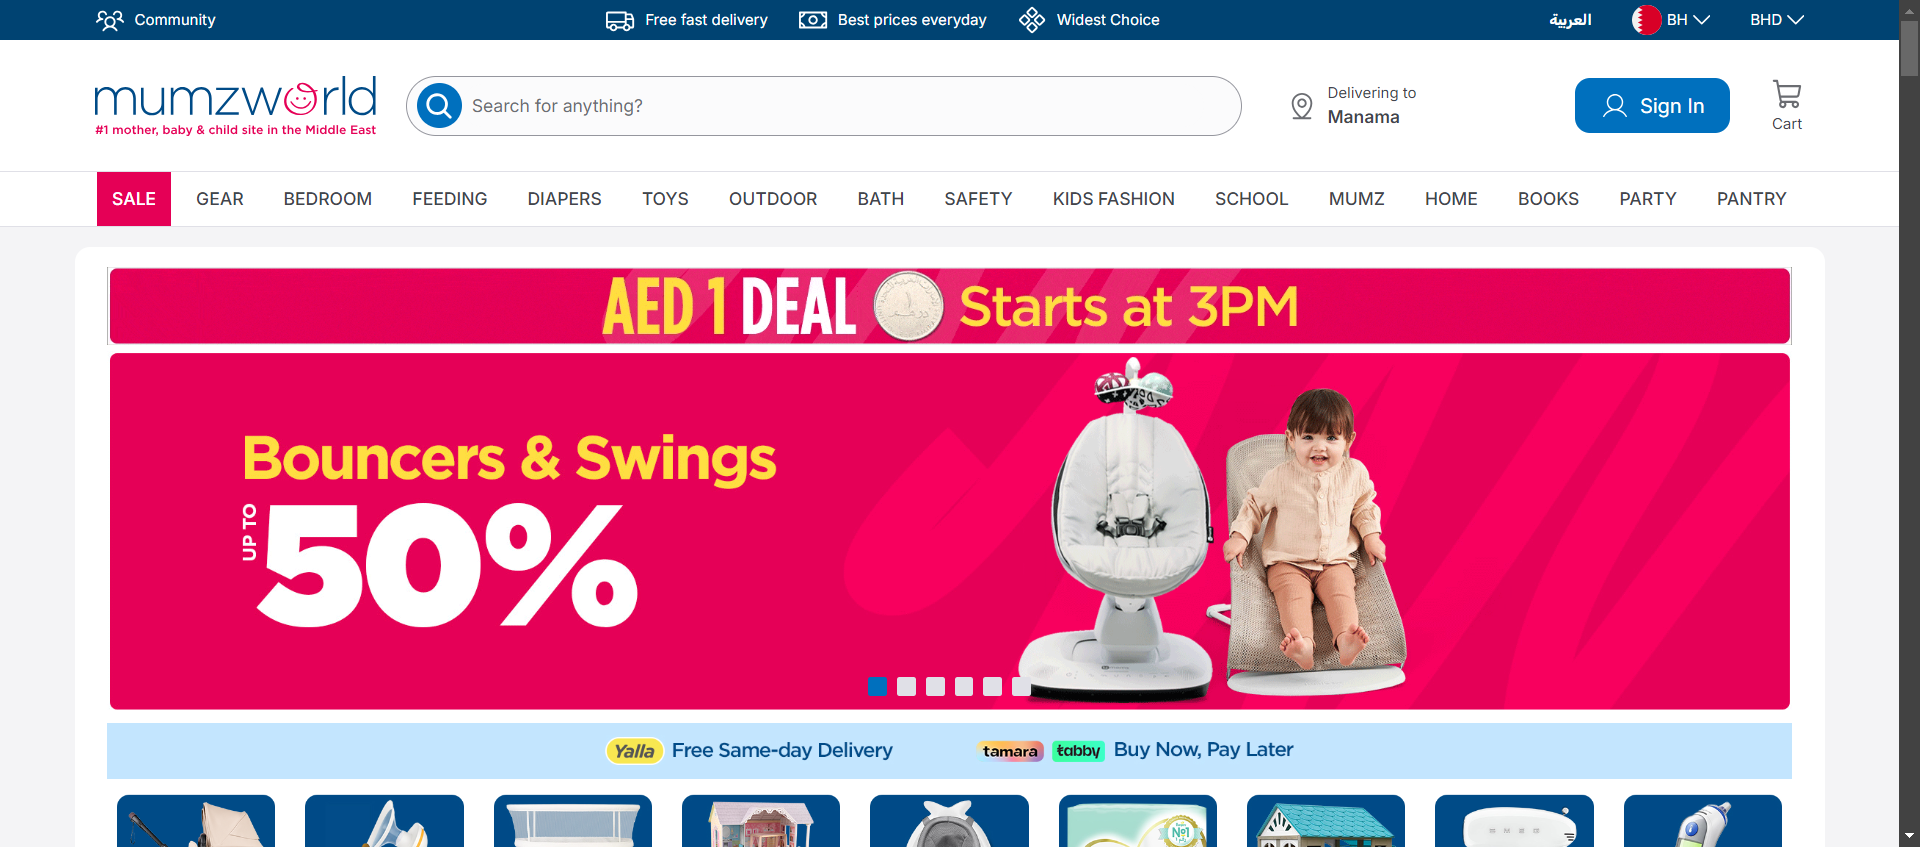 Community
Free fast delivery
Best prices everyday
Widest Choice
العربية
BH
BHD
mumzworld
#1 mother, baby & child site in the Middle East
Search for anything?
Delivering to
Manama
Sign In
Cart
SALE
GEAR
BEDROOM
FEEDING
DIAPERS
TOYS
OUTDOOR
BATH
SAFETY
KIDS FASHION
SCHOOL
MUMZ
HOME
BOOKS
PARTY
PANTRY
AED 1 DEAL Starts at 3PM
Bouncers & Swings
UP TO
50%
Yalla Free Same-day Delivery
tamara tabby Buy Now, Pay Later
No1